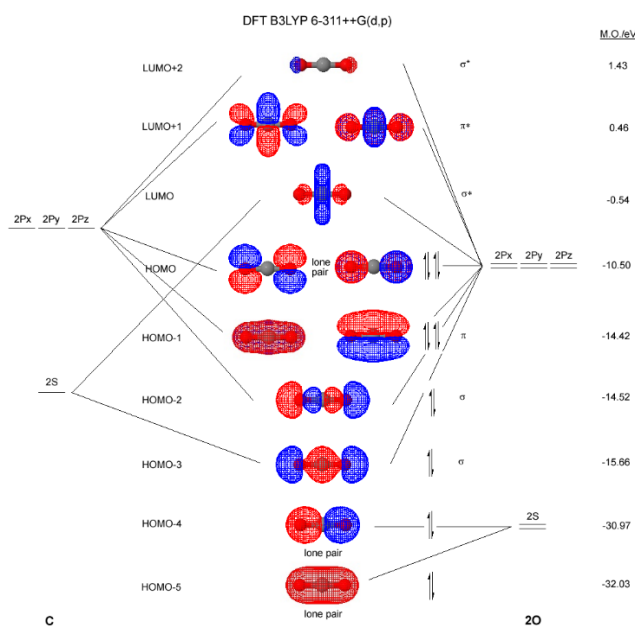 DFT B3LYP 6-311++G(d,p)
M.O./eV
LUMO+2 σ* 1.43
LUMO+1 π* 0.46
LUMO σ* -0.54
2Px 2Py 2Pz
HOMO lone pair 2Px 2Py 2Pz -10.50
HOMO-1 π -14.42
2S
HOMO-2 σ -14.52
HOMO-3 σ -15.66
HOMO-4 2S -30.97
lone pair
HOMO-5 -32.03
lone pair
C 2O